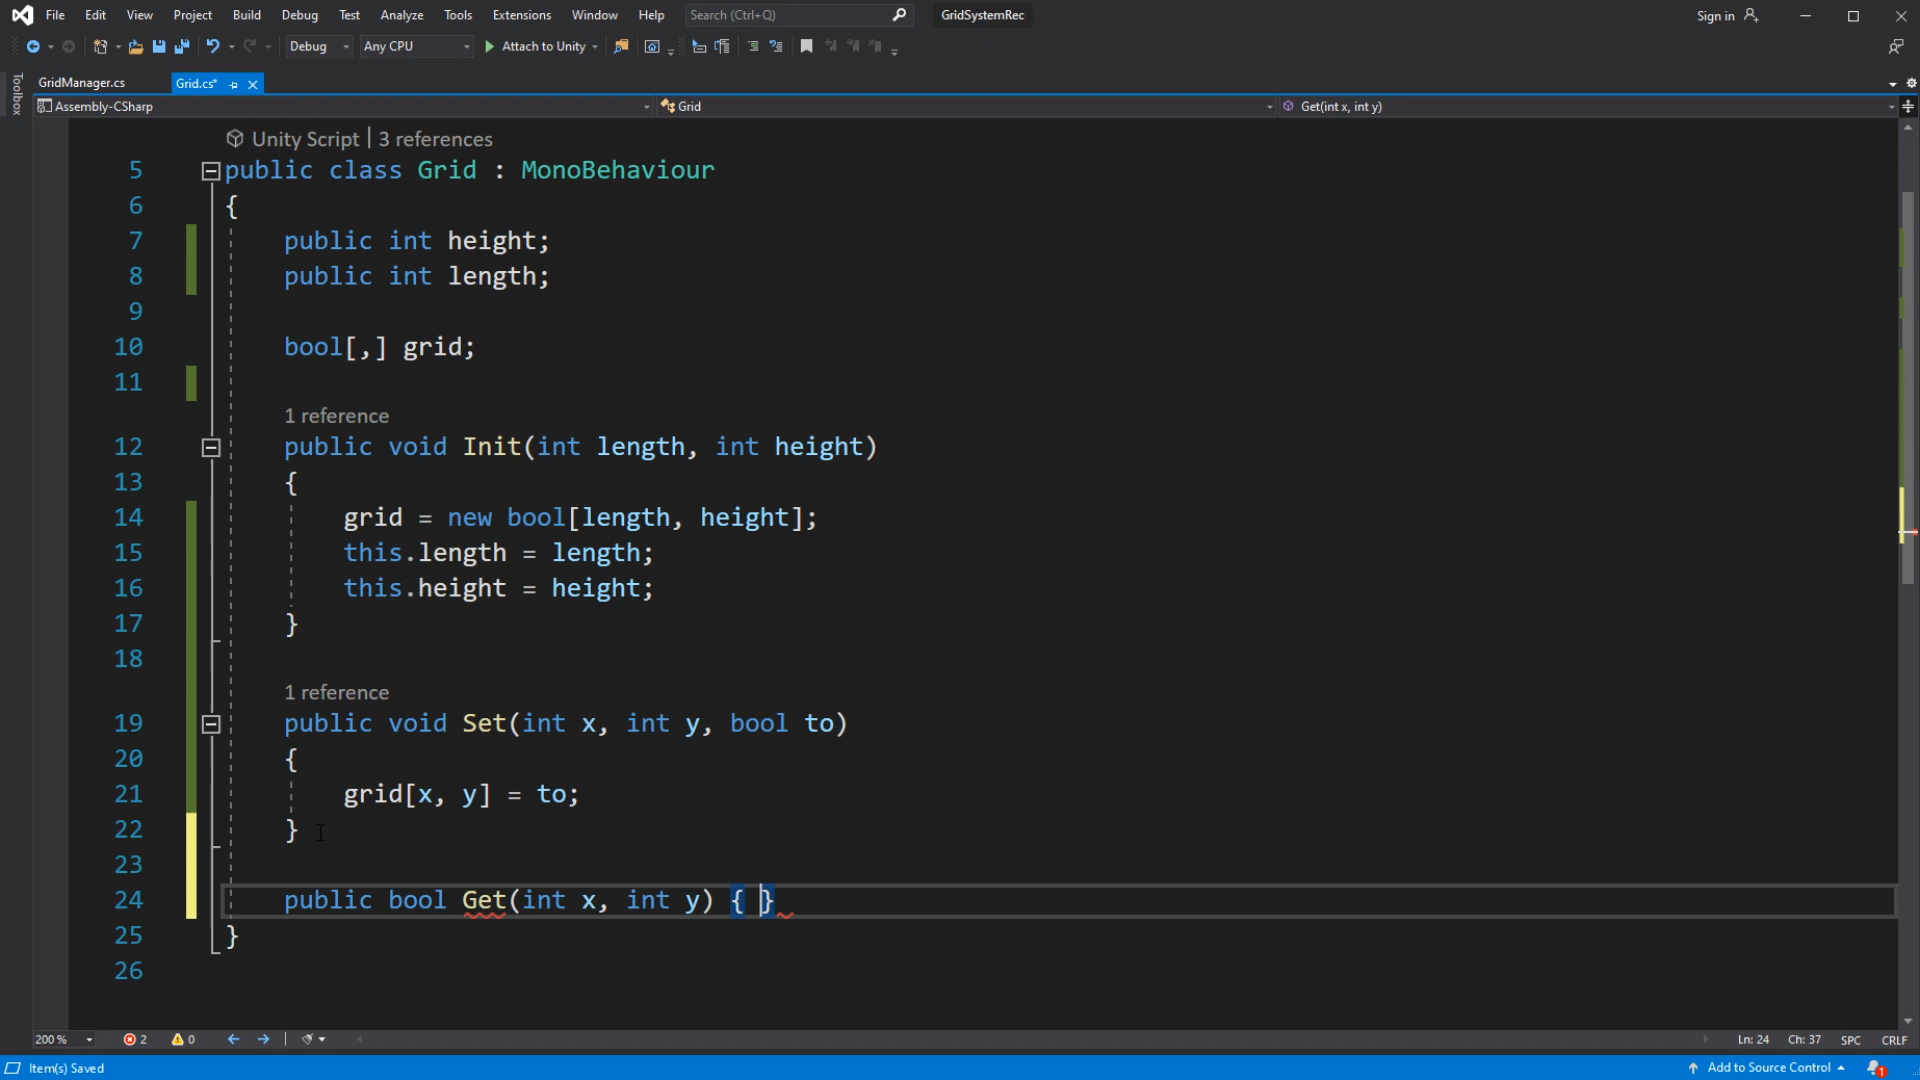 File Edit View Project Build Debug Test Analyze Tools Extensions Window Help Search (Ctrl+Q) GridSystemRec Sign in
Debug Any CPU Attach to Unity
Toolbox
GridManager.cs Grid.cs*
Assembly-CSharp Grid Get(int x, int y)
Unity Script | 3 references
5 public class Grid : MonoBehaviour
6 {
7 public int height;
8 public int length;
9
10 bool[,] grid;
11
1 reference
12 public void Init(int length, int height)
13 {
14 grid = new bool[length, height];
15 this.length = length;
16 this.height = height;
17 }
18
1 reference
19 public void Set(int x, int y, bool to)
20 {
21 grid[x, y] = to;
22 }
23
24 public bool Get(int x, int y) { }
25 }
26
200 % 2 0 Ln: 24 Ch: 37 SPC CRLF
Item(s) Saved Add to Source Control 1